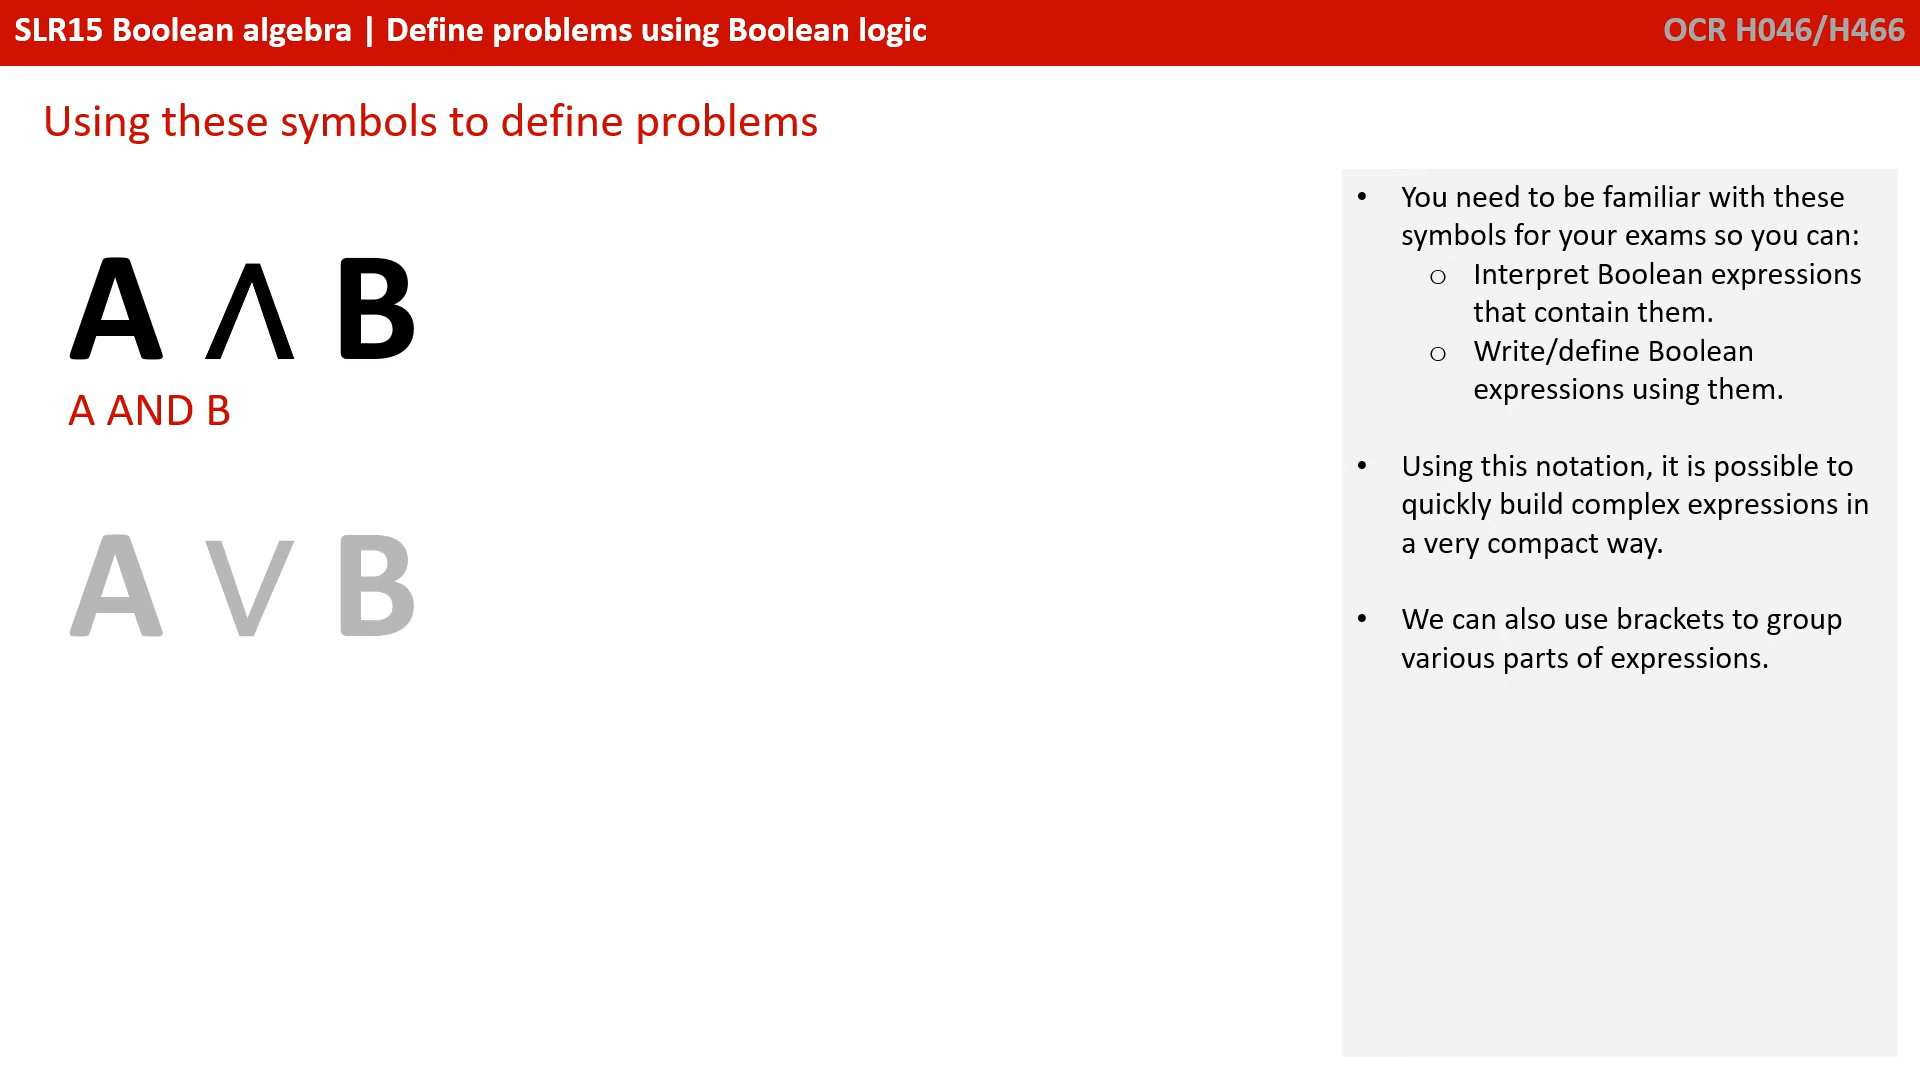 SLR15 Boolean algebra | Define problems using Boolean logic
OCR H046/H466
Using these symbols to define problems
A ∧ B
A AND B
A ∨ B
• You need to be familiar with these
symbols for your exams so you can:
o Interpret Boolean expressions
that contain them.
o Write/define Boolean
expressions using them.
• Using this notation, it is possible to
quickly build complex expressions in
a very compact way.
• We can also use brackets to group
various parts of expressions.